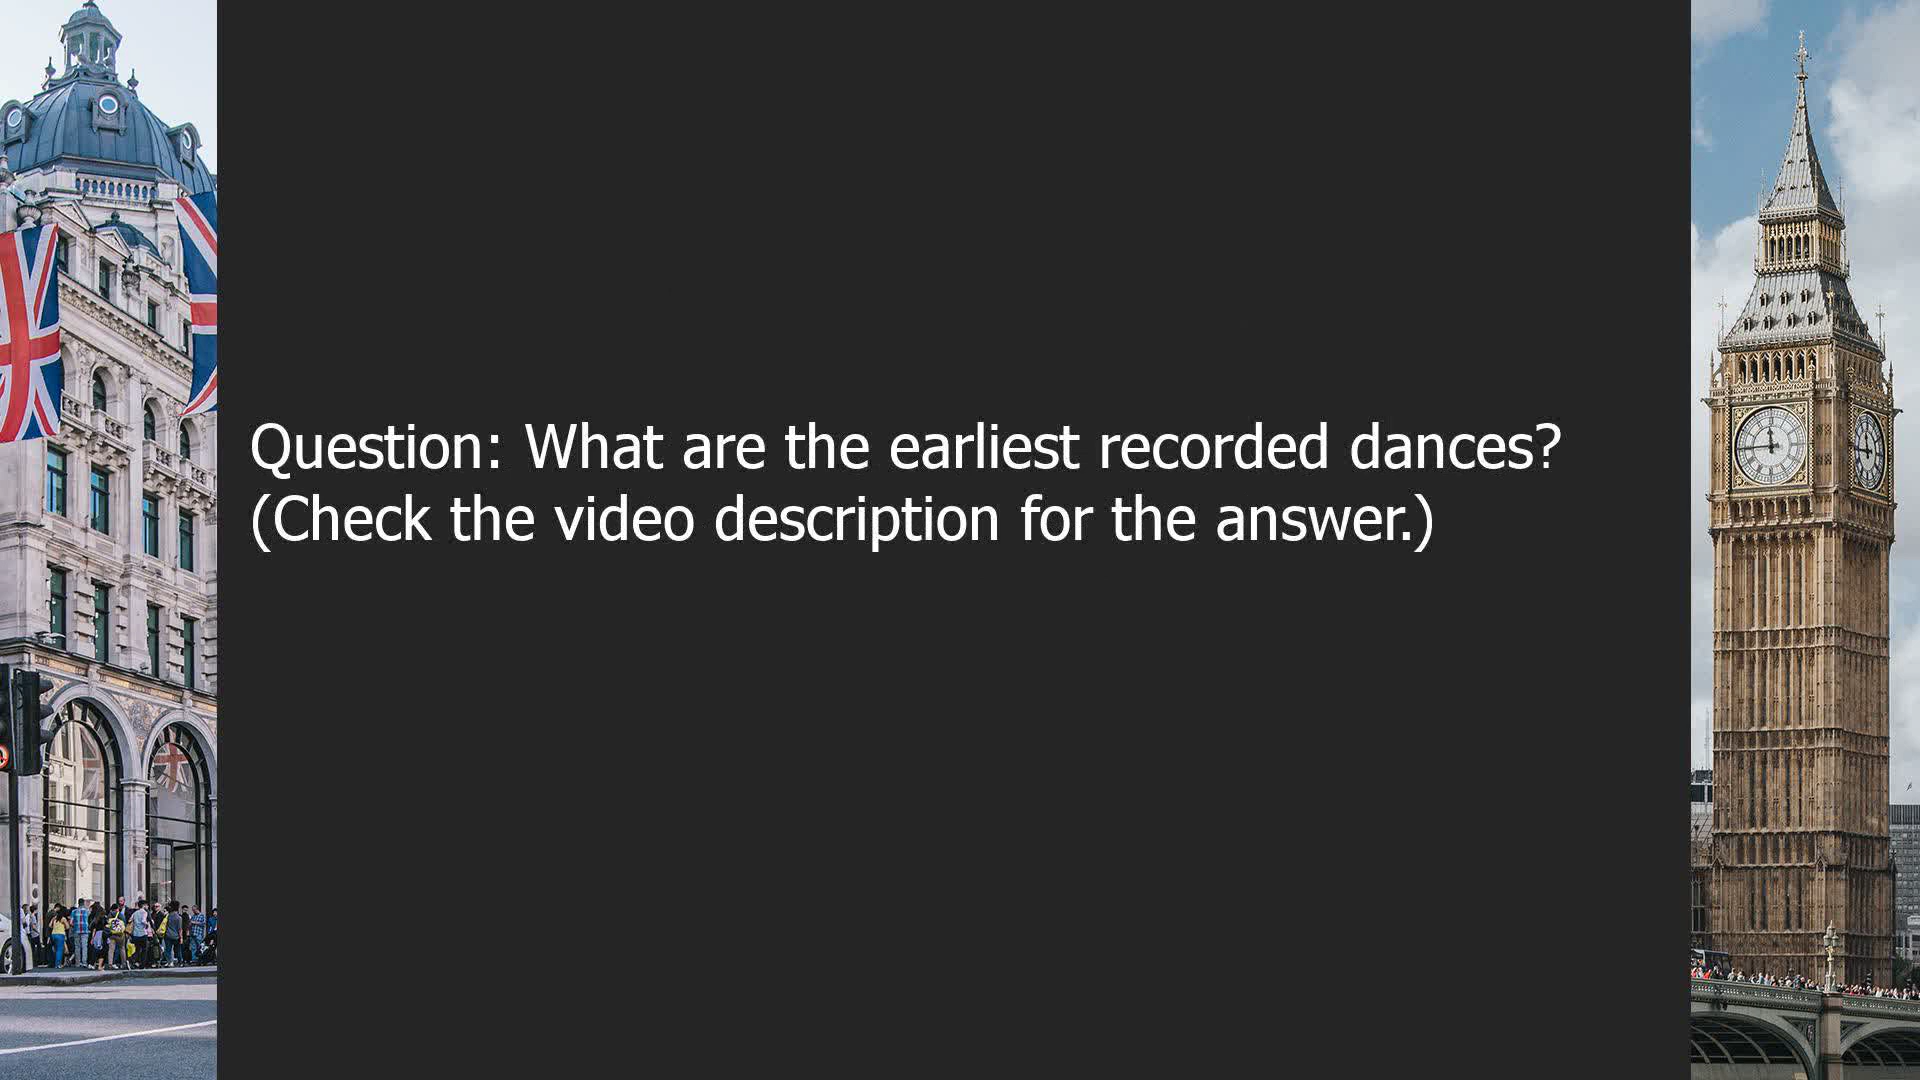 Question: What are the earliest recorded dances?
(Check the video description for the answer.)